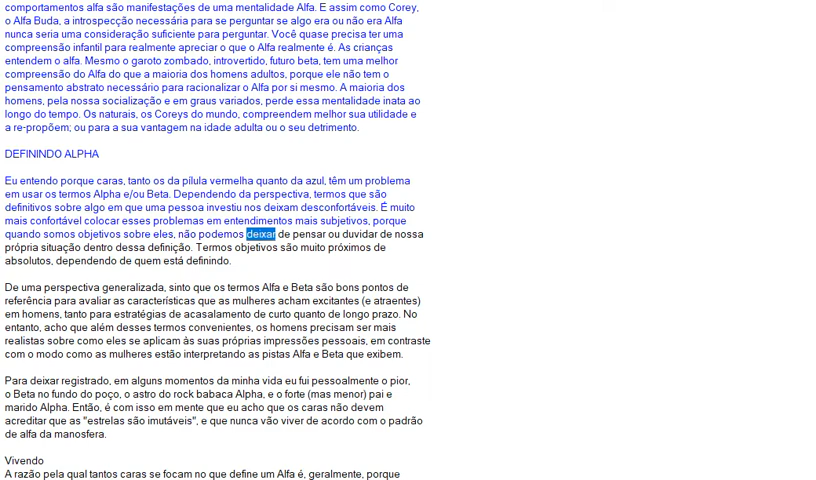 comportamentos alfa são manifestações de uma mentalidade Alfa. E assim como Corey,
o Alfa Buda, a introspecção necessária para se perguntar se algo era ou não era Alfa
nunca seria uma consideração suficiente para perguntar. Você quase precisa ter uma
compreensão infantil para realmente apreciar o que o Alfa realmente é. As crianças
entendem o alfa. Mesmo o garoto zombado, introvertido, futuro beta, tem uma melhor
compreensão do Alfa do que a maioria dos homens adultos, porque ele não tem o
pensamento abstrato necessário para racionalizar o Alfa por si mesmo. A maioria dos
homens, pela nossa socialização e em graus variados, perde essa mentalidade inata ao
longo do tempo. Os naturais, os Coreys do mundo, compreendem melhor sua utilidade e
a re-propõem; ou para a sua vantagem na idade adulta ou o seu detrimento.
DEFININDO ALPHA
Eu entendo porque caras, tanto os da pílula vermelha quanto da azul, têm um problema
em usar os termos Alpha e/ou Beta. Dependendo da perspectiva, termos que são
definitivos sobre algo em que uma pessoa investiu nos deixam desconfortáveis. É muito
mais confortável colocar esses problemas em entendimentos mais subjetivos, porque
quando somos objetivos sobre eles, não podemos deixar de pensar ou duvidar de nossa
própria situação dentro dessa definição. Termos objetivos são muito próximos de
absolutos, dependendo de quem está definindo.
De uma perspectiva generalizada, sinto que os termos Alfa e Beta são bons pontos de
referência para avaliar as características que as mulheres acham excitantes (e atraentes)
em homens, tanto para estratégias de acasalamento de curto quanto de longo prazo. No
entanto, acho que além desses termos convenientes, os homens precisam ser mais
realistas sobre como eles se aplicam às suas próprias impressões pessoais, em contraste
com o modo como as mulheres estão interpretando as pistas Alfa e Beta que exibem.
Para deixar registrado, em alguns momentos da minha vida eu fui pessoalmente o pior,
o Beta no fundo do poço, o astro do rock babaca Alpha, e o forte (mas menor) pai e
marido Alpha. Então, é com isso em mente que eu acho que os caras não devem
acreditar que as "estrelas são imutáveis", e que nunca vão viver de acordo com o padrão
de alfa da manosfera.
Vivendo
A razão pela qual tantos caras se focam no que define um Alfa é, geralmente, porque